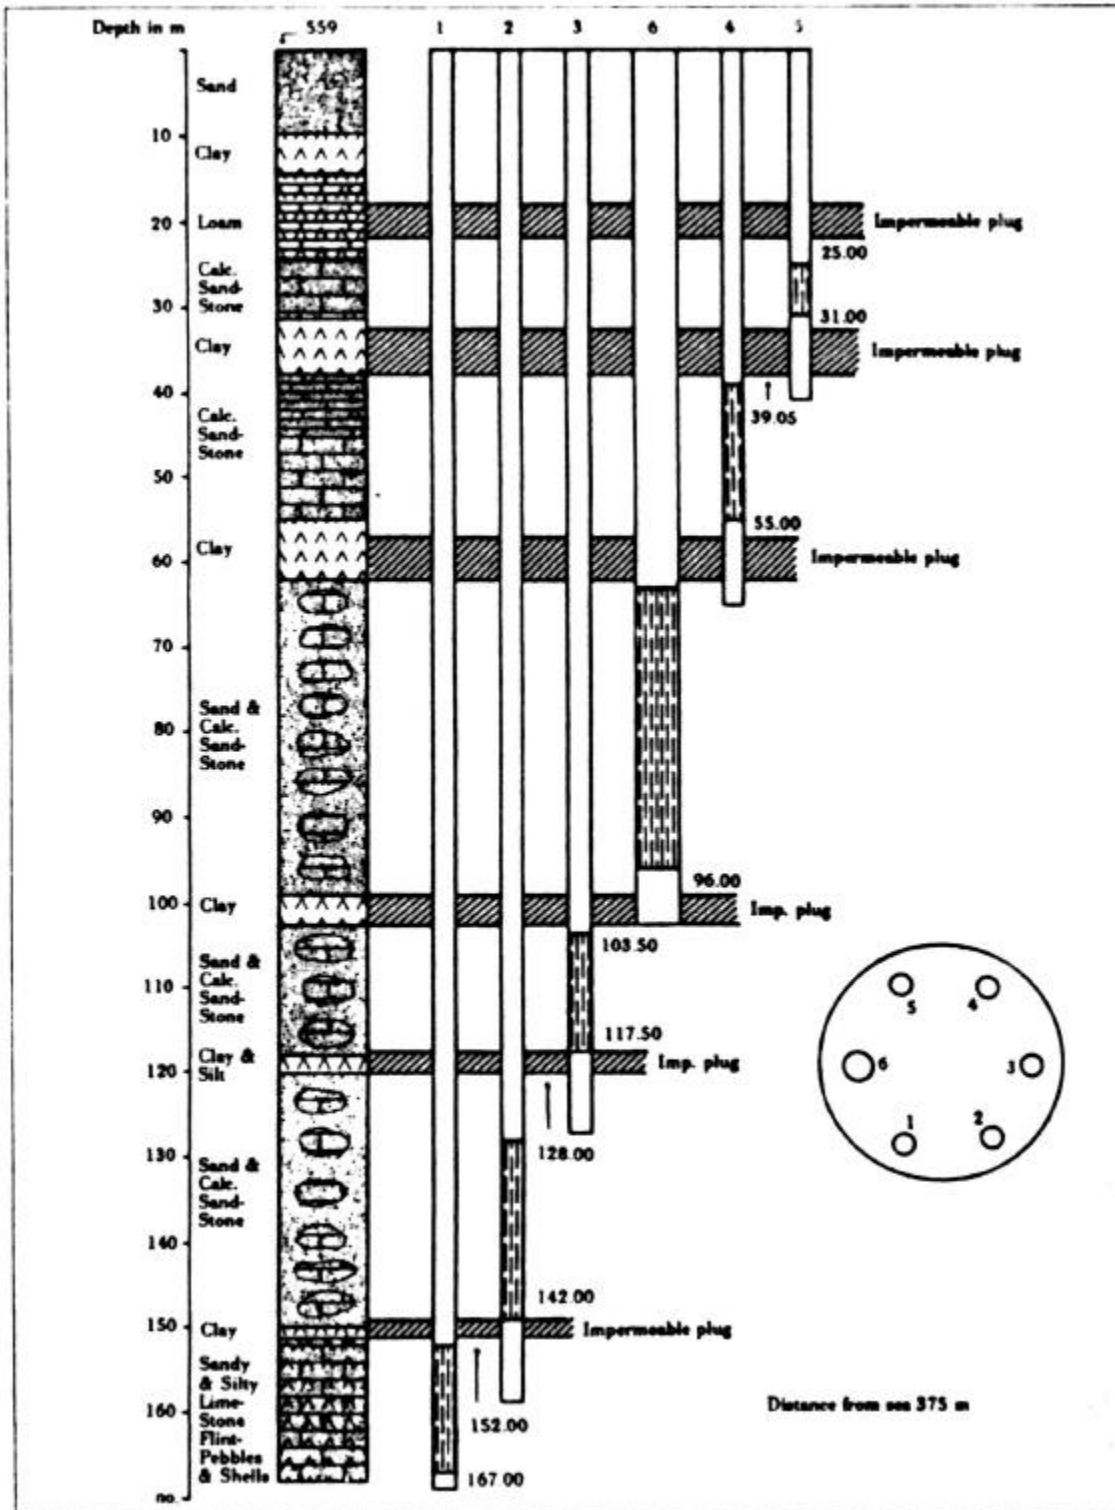 Depth in m
559
1
2
3
6
4
5
Sand
10
Clay
20
Loam
Impermeable plug
25.00
Calc.
Sand-
Stone
30
31.00
Clay
Impermeable plug
40
39.05
Calc.
Sand-
Stone
50
55.00
Clay
60
Impermeable plug
70
Sand &
Calc.
Sand-
Stone
80
90
96.00
100
Clay
Imp. plug
103.50
Sand &
Calc.
Sand-
Stone
110
117.50
Clay &
Silt
120
Imp. plug
128.00
130
Sand &
Calc.
Sand-
Stone
140
142.00
150
Clay
Impermeable plug
Sandy
& Silty
Lime-
Stone
Flint-
Pebbles
& Shells
160
152.00
167.00
no.
5
4
6
3
1
2
Distance from sea 375 m